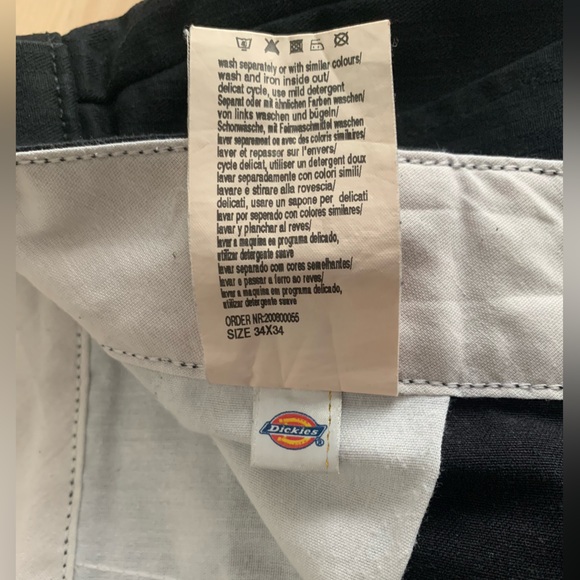 wash separately or with similar colours/
wash and iron inside out/
delicat cycle, use mild detergent
Separat oder mit ähnlichen Farben waschen/
von links waschen und bügeln/
Schonwäsche, mit Feinwaschmittel waschen
laver separement ou avec des coloris similaires/
laver et repasser sur l'envers/
cycle delicat, utiliser un detergent doux
lavar separadamente con colori simili/
lavare e stirare alla rovescia/
delicati, usare un sapone per delicati
lavar por seperado con colores similares/
lavar y planchar al reves/
lavar a maquina en programa delicado,
utilizar detergente suave
lavar separado com cores semelhantes/
lavar e passar a ferro ao reves/
lavar a maquina em programa delicado,
utilizar detergente suave
ORDER NR:200800055
SIZE 34X34
Dickies